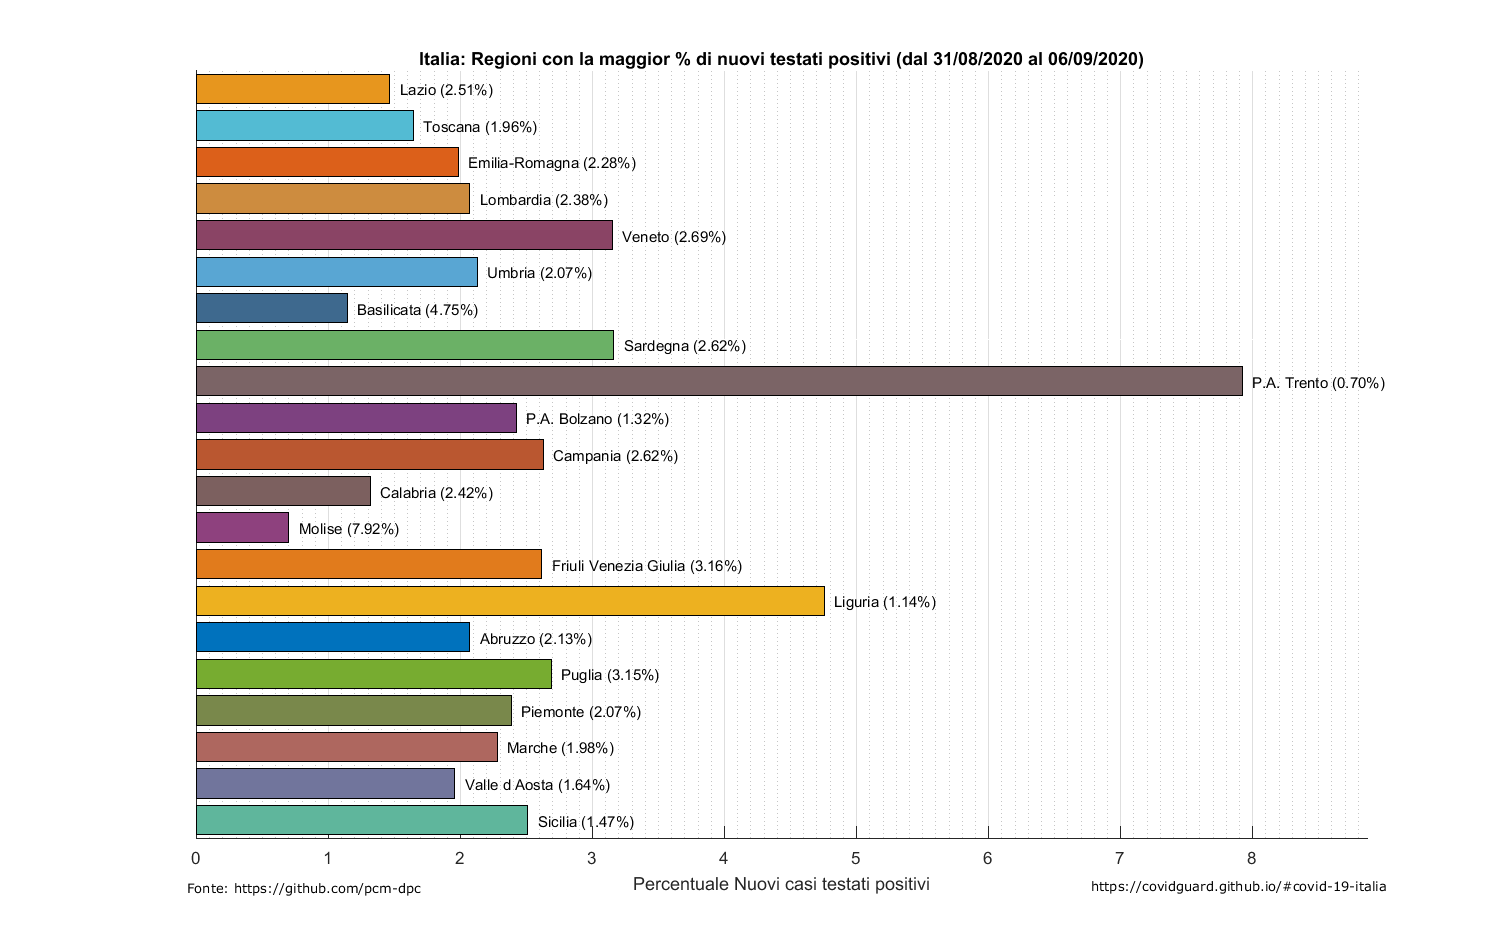 Italia: Regioni con la maggior % di nuovi testati positivi (dal 31/08/2020 al 06/09/2020)
Lazio (2.51%)
Toscana (1.96%)
Emilia-Romagna (2.28%)
Lombardia (2.38%)
Veneto (2.69%)
Umbria (2.07%)
Basilicata (4.75%)
Sardegna (2.62%)
P.A. Trento (0.70%)
P.A. Bolzano (1.32%)
Campania (2.62%)
Calabria (2.42%)
Molise (7.92%)
Friuli Venezia Giulia (3.16%)
Liguria (1.14%)
Abruzzo (2.13%)
Puglia (3.15%)
Piemonte (2.07%)
Marche (1.98%)
Valle d Aosta (1.64%)
Sicilia (1.47%)
0 1 2 3 4 5 6 7 8
Percentuale Nuovi casi testati positivi
Fonte: https://github.com/pcm-dpc
https://covidguard.github.io/#covid-19-italia